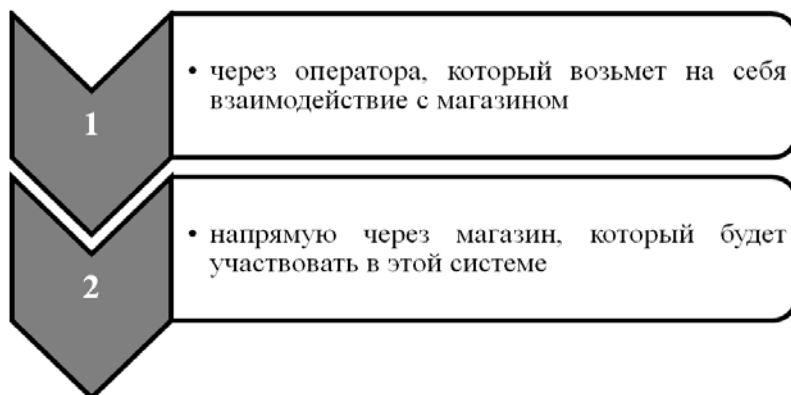 1
• через оператора, который возьмет на себя
взаимодействие с магазином
2
• напрямую через магазин, который будет
участвовать в этой системе